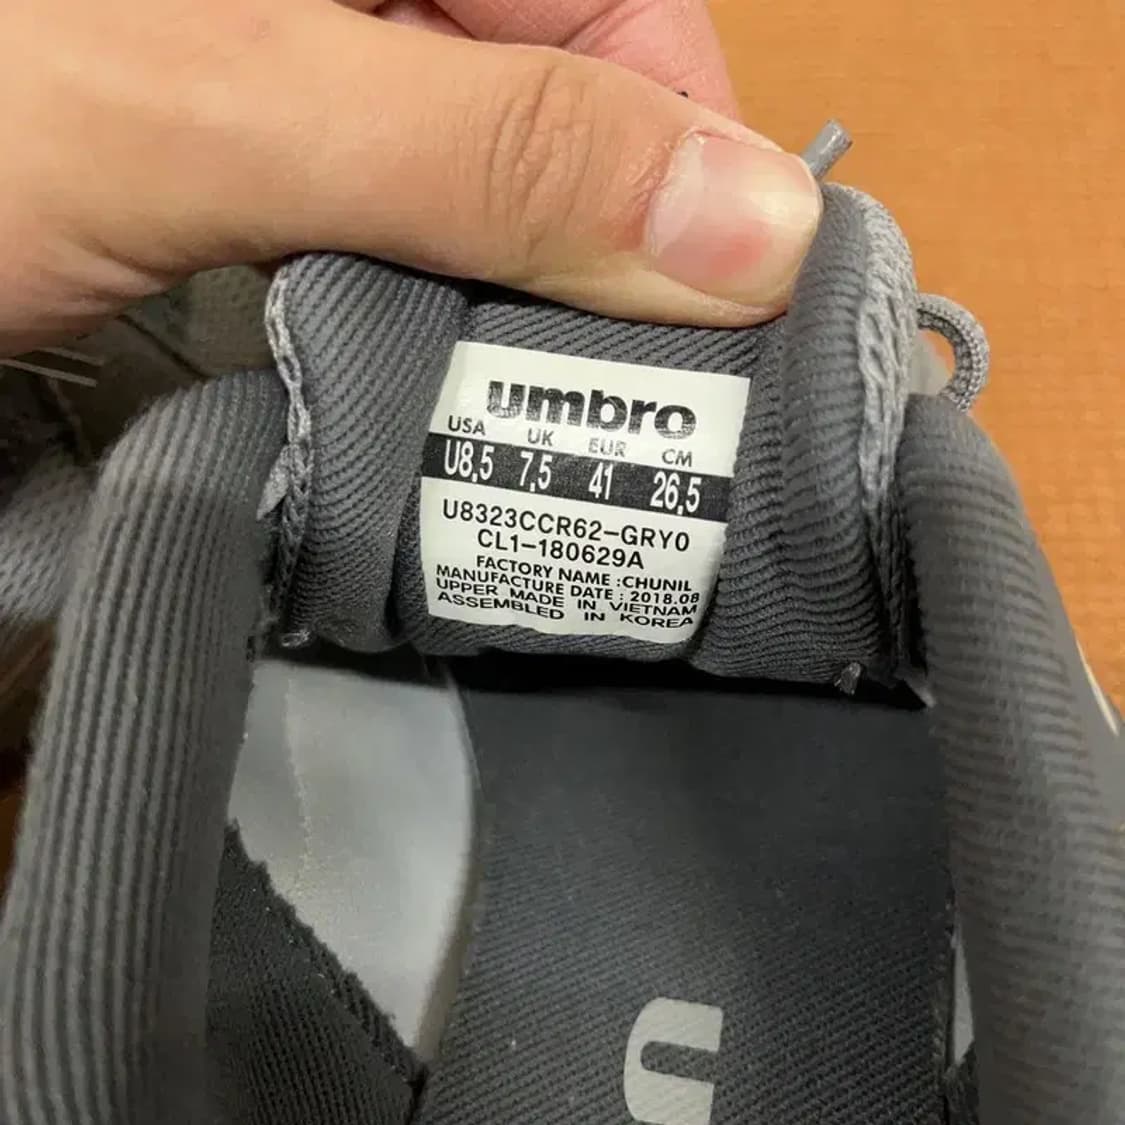 umbro
USA UK EUR CM
U8,5 7,5 41 26,5
U8323CCR62-GRY0
CL1-180629A
FACTORY NAME :CHUNIL
MANUFACTURE DATE : 2018.08
UPPER MADE IN VIETNAM
ASSEMBLED IN KOREA
u